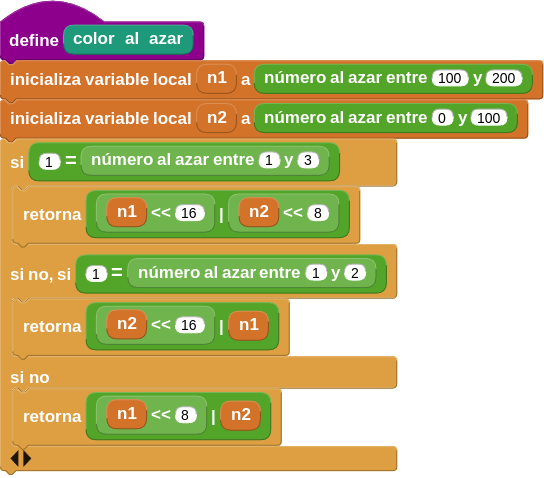 define color al azar
inicializa variable local n1 a número al azar entre 100 y 200
inicializa variable local n2 a número al azar entre 0 y 100
si 1 = número al azar entre 1 y 3
retorna n1 << 16 | n2 << 8
si no, si 1 = número al azar entre 1 y 2
retorna n2 << 16 | n1
si no
retorna n1 << 8 | n2